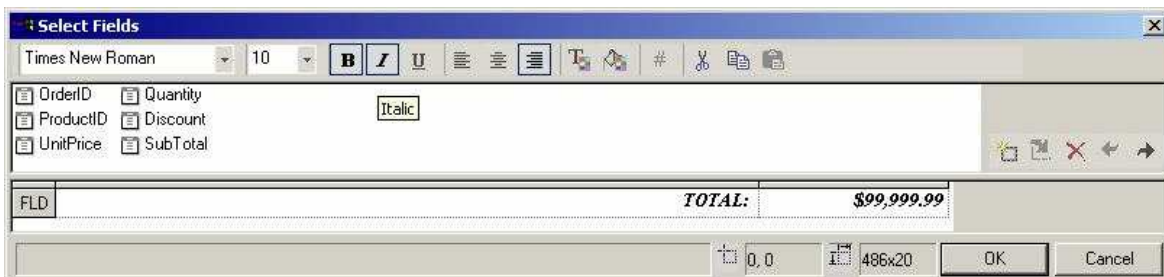 Select Fields
Times New Roman 10 B I U #
OrderID Quantity
Italic
ProductID Discount
UnitPrice SubTotal
FLD TOTAL: $99,999.99
0, 0 486x20 OK Cancel